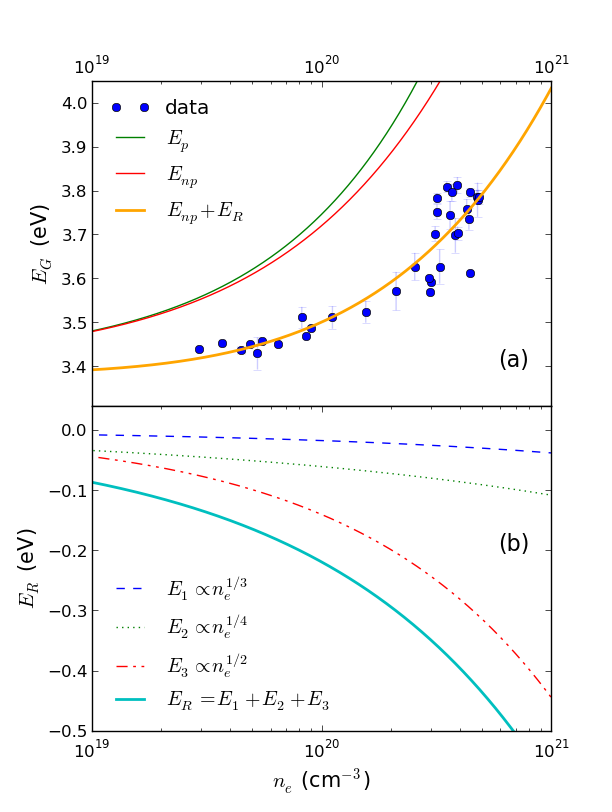 10^19 10^20 10^21
4.0
3.9
3.8
3.7
3.6
3.5
3.4
E_G (eV)
data
E_p
E_np
E_np + E_R
(a)
0.0
−0.1
−0.2
−0.3
−0.4
−0.5
E_R (eV)
(b)
E_1 ∝ n_e^1/3
E_2 ∝ n_e^1/4
E_3 ∝ n_e^1/2
E_R = E_1 + E_2 + E_3
10^19 10^20 10^21
n_e (cm^−3)